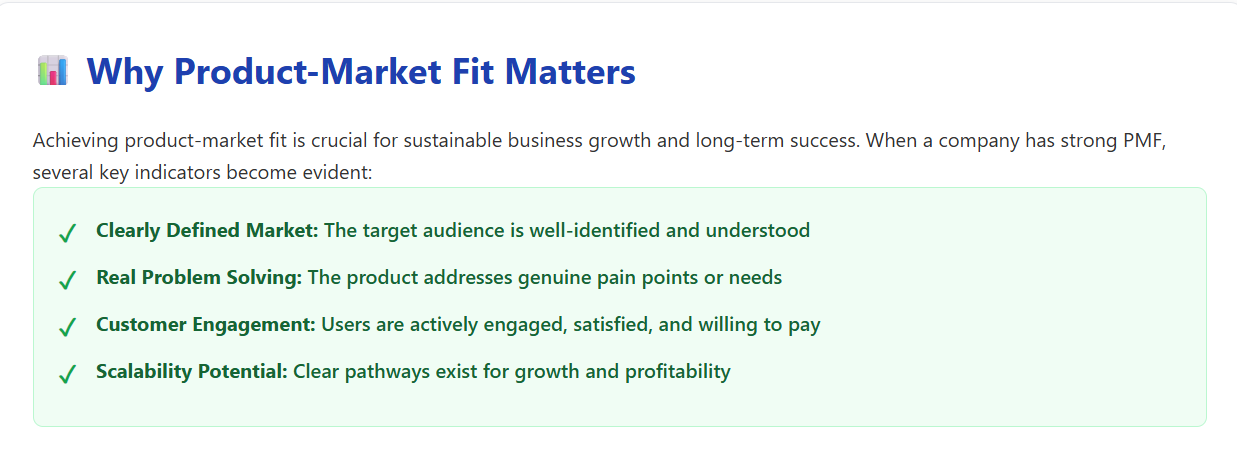 Why Product-Market Fit Matters
Achieving product-market fit is crucial for sustainable business growth and long-term success. When a company has strong PMF,
several key indicators become evident:
✓ Clearly Defined Market: The target audience is well-identified and understood
✓ Real Problem Solving: The product addresses genuine pain points or needs
✓ Customer Engagement: Users are actively engaged, satisfied, and willing to pay
✓ Scalability Potential: Clear pathways exist for growth and profitability